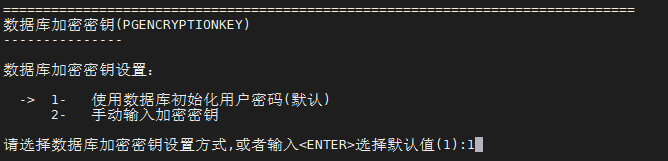 ===============================================================================
数据库加密密钥(PGENCRYPTIONKEY)
---------------
数据库加密密钥设置:
-> 1- 使用数据库初始化用户密码(默认)
2- 手动输入加密密钥
请选择数据库加密密钥设置方式,或者输入<ENTER>选择默认值(1):1